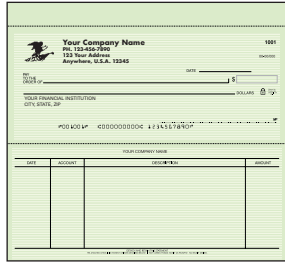 Your Company Name
1001
PH. 123-456-7890
123 Your Address
Anywhere, U.S.A. 12345
DATE
PAY
TO THE
ORDER OF
$
DOLLARS
YOUR FINANCIAL INSTITUTION
CITY, STATE, ZIP
⑈001001⑈ ⑆000000000⑆ 1234567890⑈
YOUR COMPANY NAME
DATE ACCOUNT DESCRIPTION AMOUNT